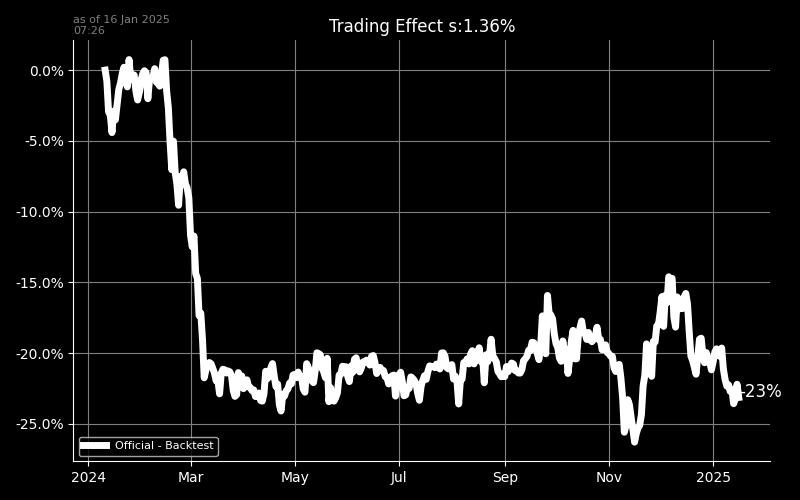 as of 16 Jan 2025
07:26
Trading Effect s:1.36%
0.0%
-5.0%
-10.0%
-15.0%
-20.0%
-25.0%
-23%
Official - Backtest
2024 Mar May Jul Sep Nov 2025